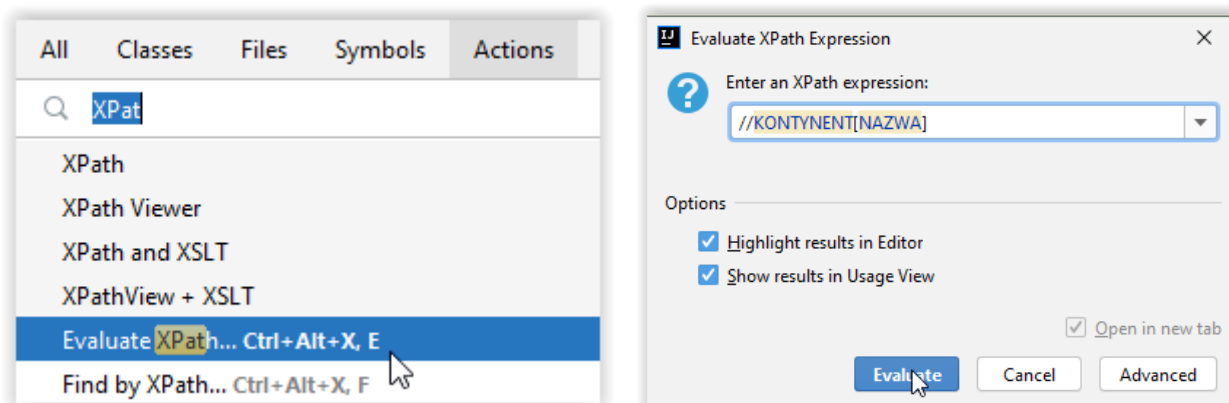 All Classes Files Symbols Actions
XPat
XPath
XPath Viewer
XPath and XSLT
XPathView + XSLT
Evaluate XPath... Ctrl+Alt+X, E
Find by XPath... Ctrl+Alt+X, F
IJ Evaluate XPath Expression
Enter an XPath expression:
//KONTYNENT[NAZWA]
Options
Highlight results in Editor
Show results in Usage View
Open in new tab
Evaluate Cancel Advanced